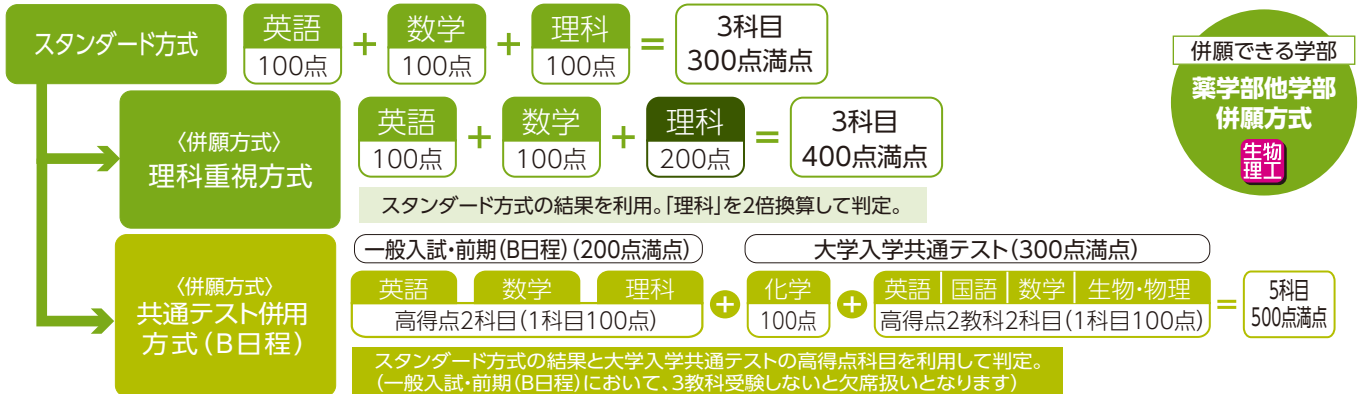 スタンダード方式
英語 + 数学 + 理科 = 3科目
100点 100点 100点 300点満点
併願できる学部
薬学部他学部
併願方式
生物
理工
〈併願方式〉
理科重視方式
英語 + 数学 + 理科 = 3科目
100点 100点 200点 400点満点
スタンダード方式の結果を利用。「理科」を2倍換算して判定。
〈併願方式〉
共通テスト併用
方式(B日程)
一般入試・前期(B日程)(200点満点) 大学入学共通テスト(300点満点)
英語 数学 理科 + 化学 + 英語 国語 数学 生物・物理 = 5科目
高得点2科目(1科目100点) 100点 高得点2教科2科目(1科目100点) 500点満点
スタンダード方式の結果と大学入学共通テストの高得点科目を利用して判定。
(一般入試・前期(B日程)において、3教科受験しないと欠席扱いとなります)